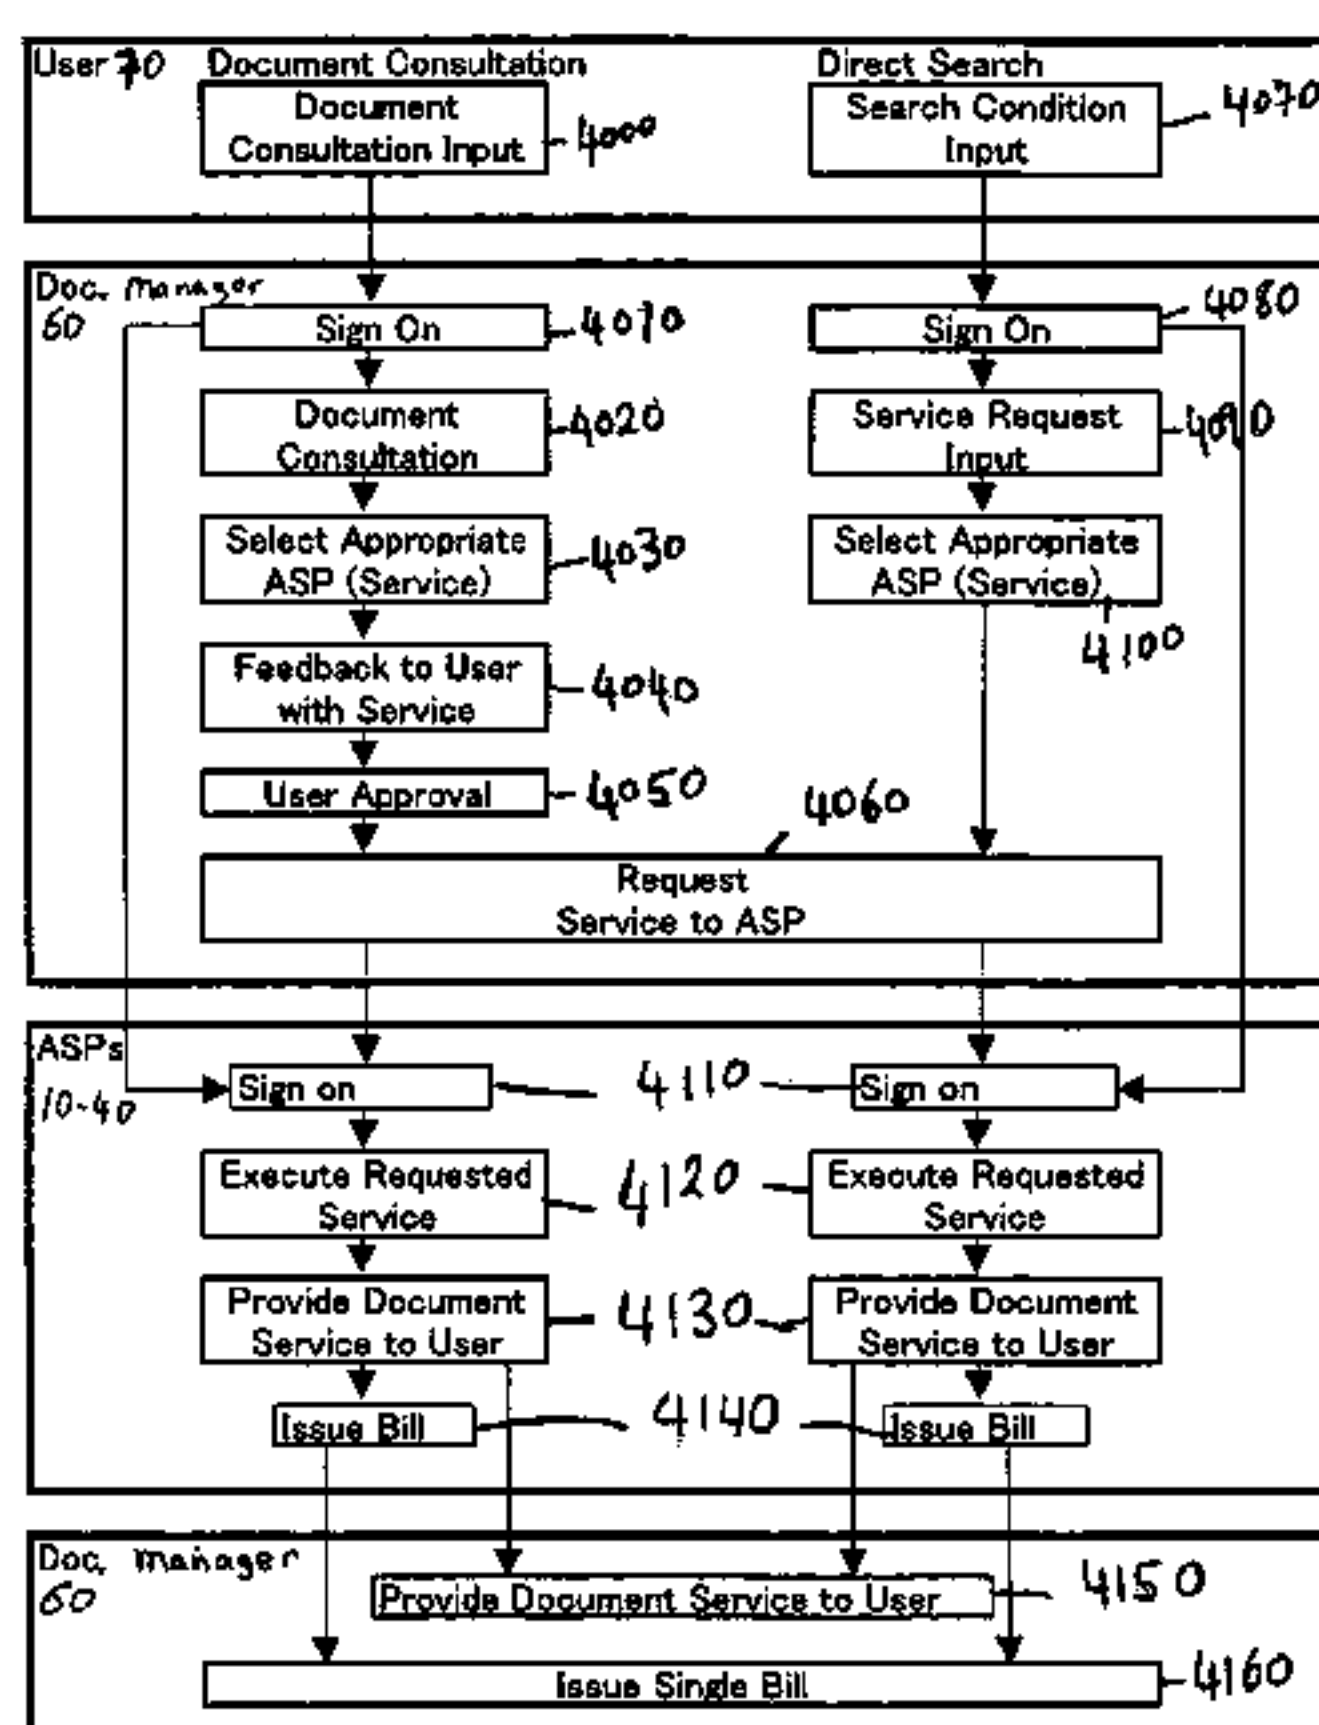 User 70 Document Consultation Direct Search
Document
Consultation Input
4000
Search Condition
Input
4070
Doc. manager
60
Sign On
4070
Sign On
4080
Document
Consultation
4020
Service Request
Input
4090
Select Appropriate
ASP (Service)
4030
Select Appropriate
ASP (Service)
4100
Feedback to User
with Service
4040
User Approval
4050
4060
Request
Service to ASP
ASPs
10-40
Sign on
4110
Sign on
Execute Requested
Service
4120
Execute Requested
Service
Provide Document
Service to User
4130
Provide Document
Service to User
Issue Bill
4140
Issue Bill
Doc. manager
60
Provide Document Service to User
4150
Issue Single Bill
4160